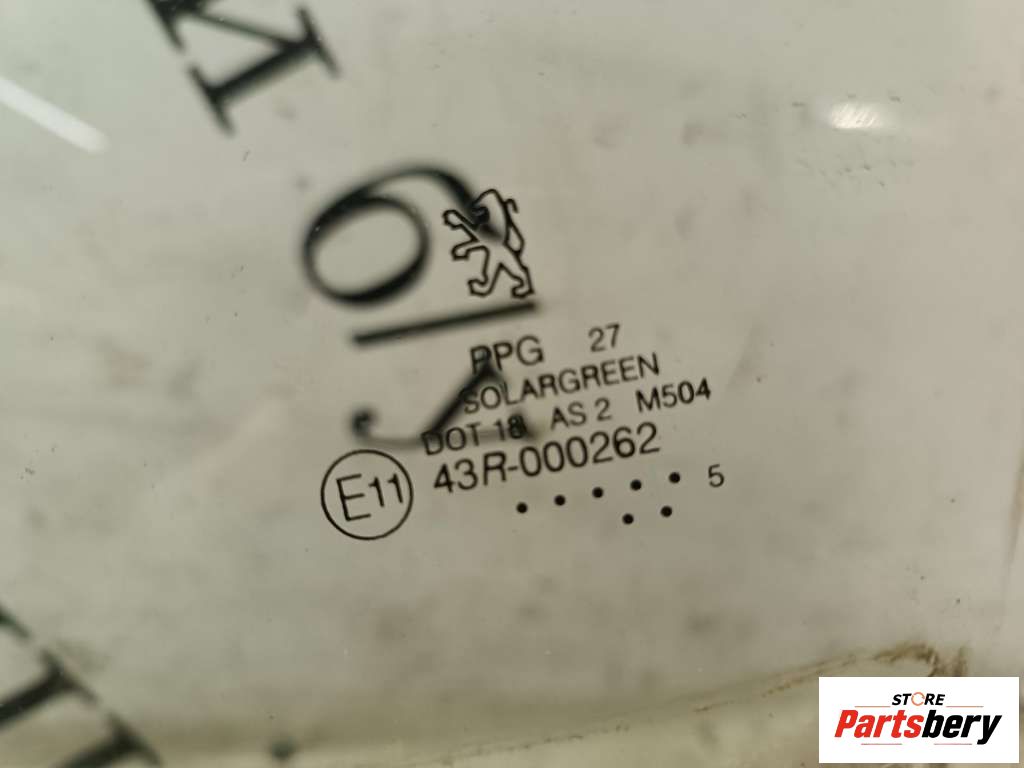 PPG 27
SOLARGREEN
DOT 18 AS 2 M504
E11 43R-000262
5
STORE
Partsbery